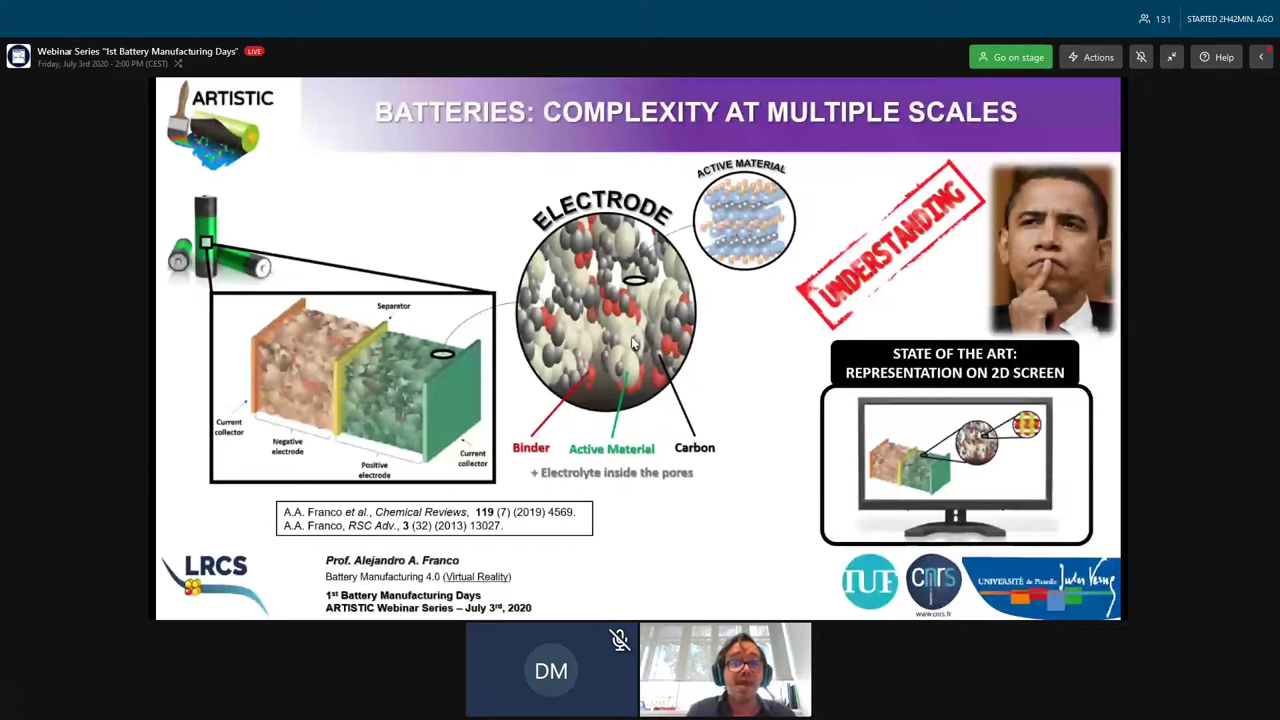 131
STARTED 2H42MIN. AGO
Webinar Series "1st Battery Manufacturing Days"
LIVE
Friday, July 3rd 2020 - 2:00 PM (CEST)
Go on stage
Actions
Help
ARTISTIC
BATTERIES: COMPLEXITY AT MULTIPLE SCALES
ACTIVE MATERIAL
ELECTRODE
UNDERSTANDING
Separator
Current
collector
Negative
electrode
Positive
electrode
Current
collector
Binder
Active Material
Carbon
+ Electrolyte inside the pores
STATE OF THE ART:
REPRESENTATION ON 2D SCREEN
A.A. Franco et al., Chemical Reviews, 119 (7) (2019) 4569.
A.A. Franco, RSC Adv., 3 (32) (2013) 13027.
LRCS
Prof. Alejandro A. Franco
Battery Manufacturing 4.0 (Virtual Reality)
1st Battery Manufacturing Days
ARTISTIC Webinar Series – July 3rd, 2020
IUF
cnrs
www.cnrs.fr
UNIVERSITÉ de Picardie
Jules Verne
DM